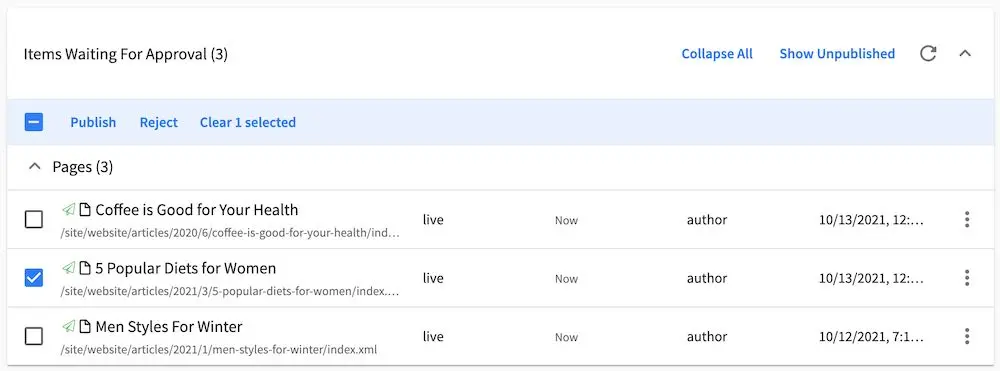 Items Waiting For Approval (3) Collapse All Show Unpublished
Publish Reject Clear 1 selected
Pages (3)
Coffee is Good for Your Health live Now author 10/13/2021, 12:...
/site/website/articles/2020/6/coffee-is-good-for-your-health/ind...
5 Popular Diets for Women live Now author 10/13/2021, 12:...
/site/website/articles/2021/3/5-popular-diets-for-women/index....
Men Styles For Winter live Now author 10/12/2021, 7:1...
/site/website/articles/2021/1/men-styles-for-winter/index.xml